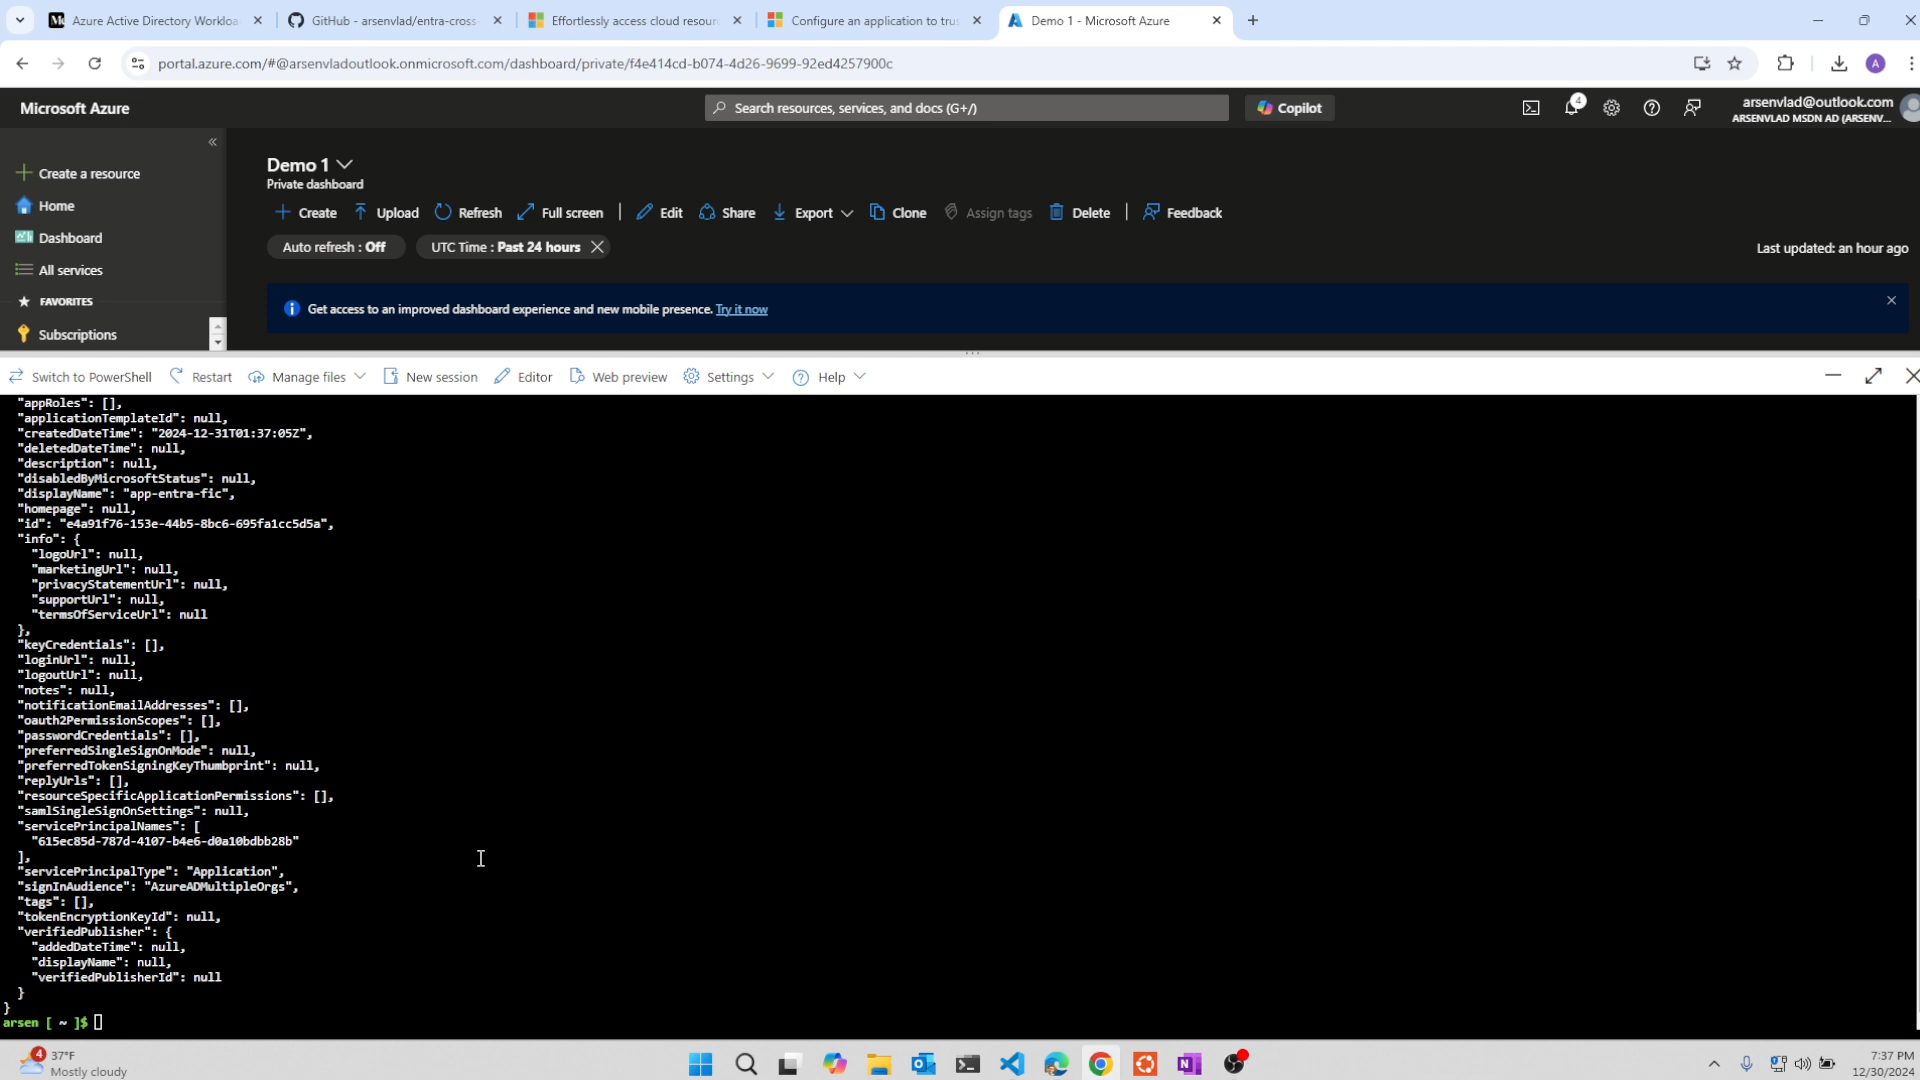 Azure Active Directory Workloa
GitHub - arsenvlad/entra-cross-
Effortlessly access cloud resour
Configure an application to tru
Demo 1 - Microsoft Azure
portal.azure.com/#@arsenvladoutlook.onmicrosoft.com/dashboard/private/f4e414cd-b074-4d26-9699-92ed4257900c
A
Microsoft Azure
Search resources, services, and docs (G+/)
Copilot
4
arsenvlad@outlook.com
ARSENVLAD MSDN AD (ARSENV...
Create a resource
Home
Dashboard
All services
FAVORITES
Subscriptions
Demo 1
Private dashboard
Create
Upload
Refresh
Full screen
Edit
Share
Export
Clone
Assign tags
Delete
Feedback
Auto refresh : Off
UTC Time : Past 24 hours
Last updated: an hour ago
Get access to an improved dashboard experience and new mobile presence. Try it now
Switch to PowerShell
Restart
Manage files
New session
Editor
Web preview
Settings
Help
"appRoles": [],
"applicationTemplateId": null,
"createdDateTime": "2024-12-31T01:37:05Z",
"deletedDateTime": null,
"description": null,
"disabledByMicrosoftStatus": null,
"displayName": "app-entra-fic",
"homepage": null,
"id": "e4a91f76-153e-44b5-8bc6-695fa1cc5d5a",
"info": {
"logoUrl": null,
"marketingUrl": null,
"privacyStatementUrl": null,
"supportUrl": null,
"termsOfServiceUrl": null
},
"keyCredentials": [],
"loginUrl": null,
"logoutUrl": null,
"notes": null,
"notificationEmailAddresses": [],
"oauth2PermissionScopes": [],
"passwordCredentials": [],
"preferredSingleSignOnMode": null,
"preferredTokenSigningKeyThumbprint": null,
"replyUrls": [],
"resourceSpecificApplicationPermissions": [],
"samlSingleSignOnSettings": null,
"servicePrincipalNames": [
"615ec85d-787d-4107-b4e6-d0a10bdbb28b"
],
"servicePrincipalType": "Application",
"signInAudience": "AzureADMultipleOrgs",
"tags": [],
"tokenEncryptionKeyId": null,
"verifiedPublisher": {
"addedDateTime": null,
"displayName": null,
"verifiedPublisherId": null
}
}
arsen [ ~ ]$
4
37°F
Mostly cloudy
7:37 PM
12/30/2024